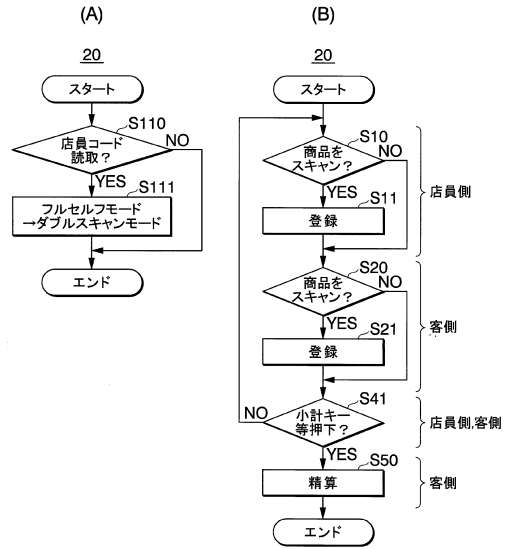 (A)
20
スタート
S110
店員コード
読取？
NO
YES
S111
フルセルフモード
→ダブルスキャンモード
エンド
(B)
20
スタート
S10
商品を
スキャン？
NO
YES
S11
登録
店員側
S20
商品を
スキャン？
NO
YES
S21
登録
客側
S41
小計キー
等押下？
NO
YES
店員側,客側
S50
精算
客側
エンド